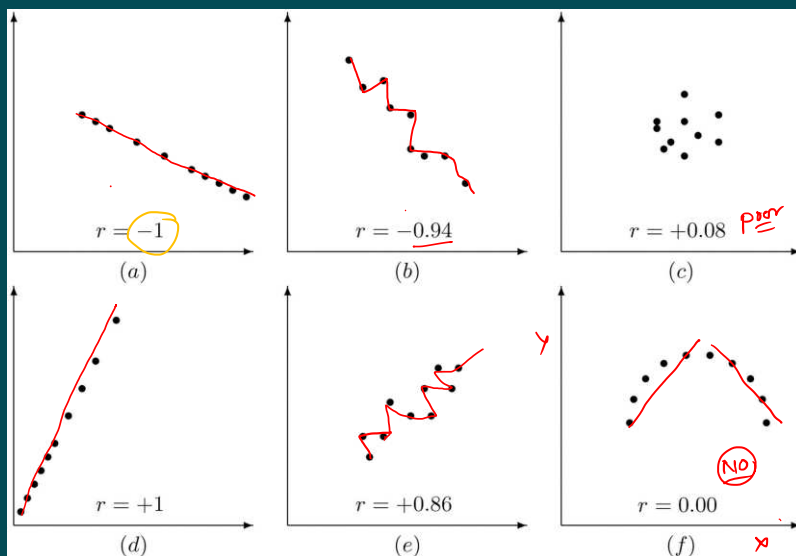 r = −1
(a)
r = −0.94
(b)
r = +0.08
poor
(c)
r = +1
(d)
r = +0.86
(e)
y
NO
r = 0.00
(f)
x